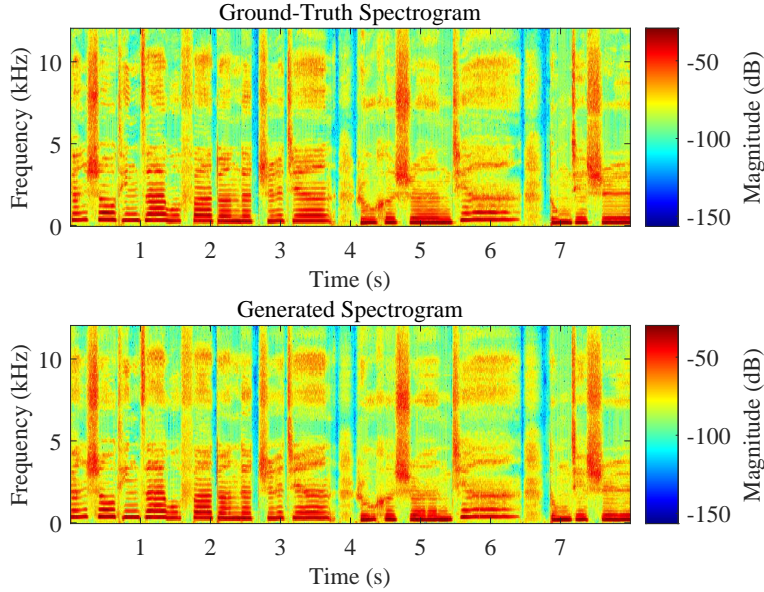 Ground-Truth Spectrogram
10
5
0
Frequency (kHz)
1 2 3 4 5 6 7
Time (s)
-50
-100
-150
Magnitude (dB)
Generated Spectrogram
10
5
0
Frequency (kHz)
1 2 3 4 5 6 7
Time (s)
-50
-100
-150
Magnitude (dB)